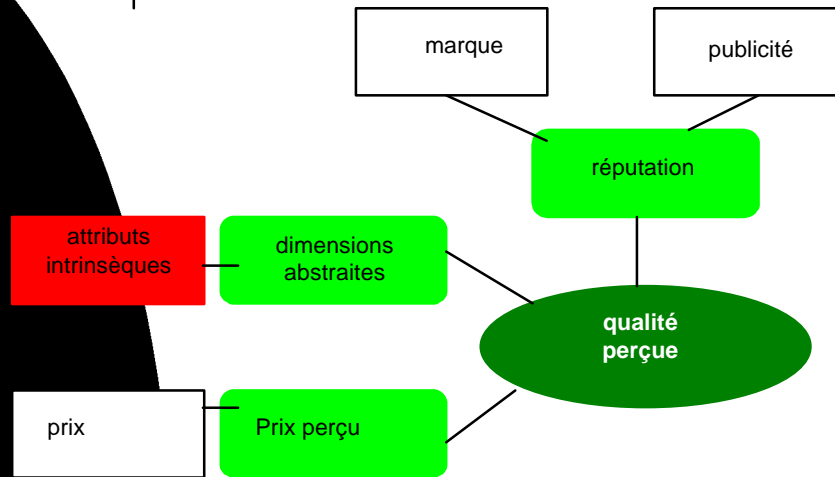 marque
publicité
réputation
attributs
intrinsèques
dimensions
abstraites
qualité
perçue
prix
Prix perçu